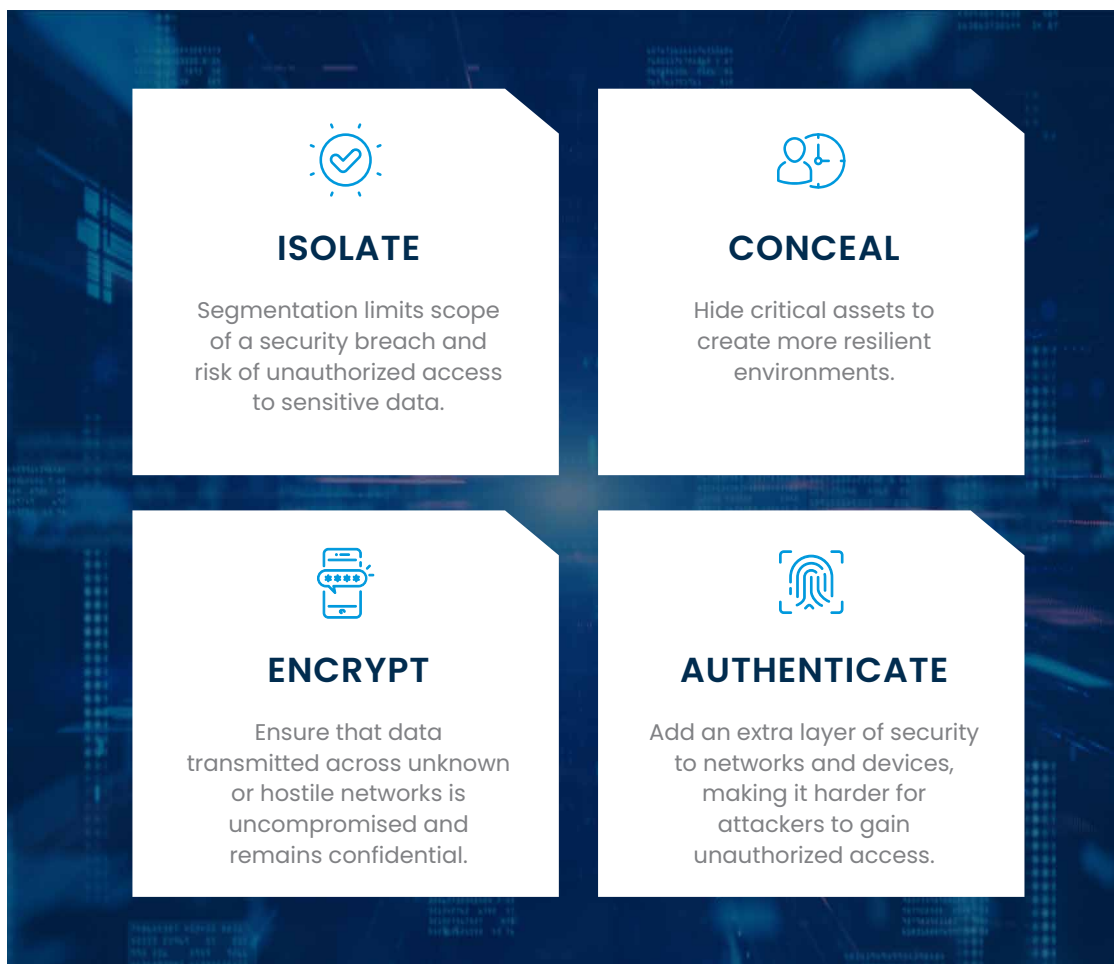 ISOLATE
Segmentation limits scope
of a security breach and
risk of unauthorized access
to sensitive data.
CONCEAL
Hide critical assets to
create more resilient
environments.
ENCRYPT
Ensure that data
transmitted across unknown
or hostile networks is
uncompromised and
remains confidential.
AUTHENTICATE
Add an extra layer of security
to networks and devices,
making it harder for
attackers to gain
unauthorized access.